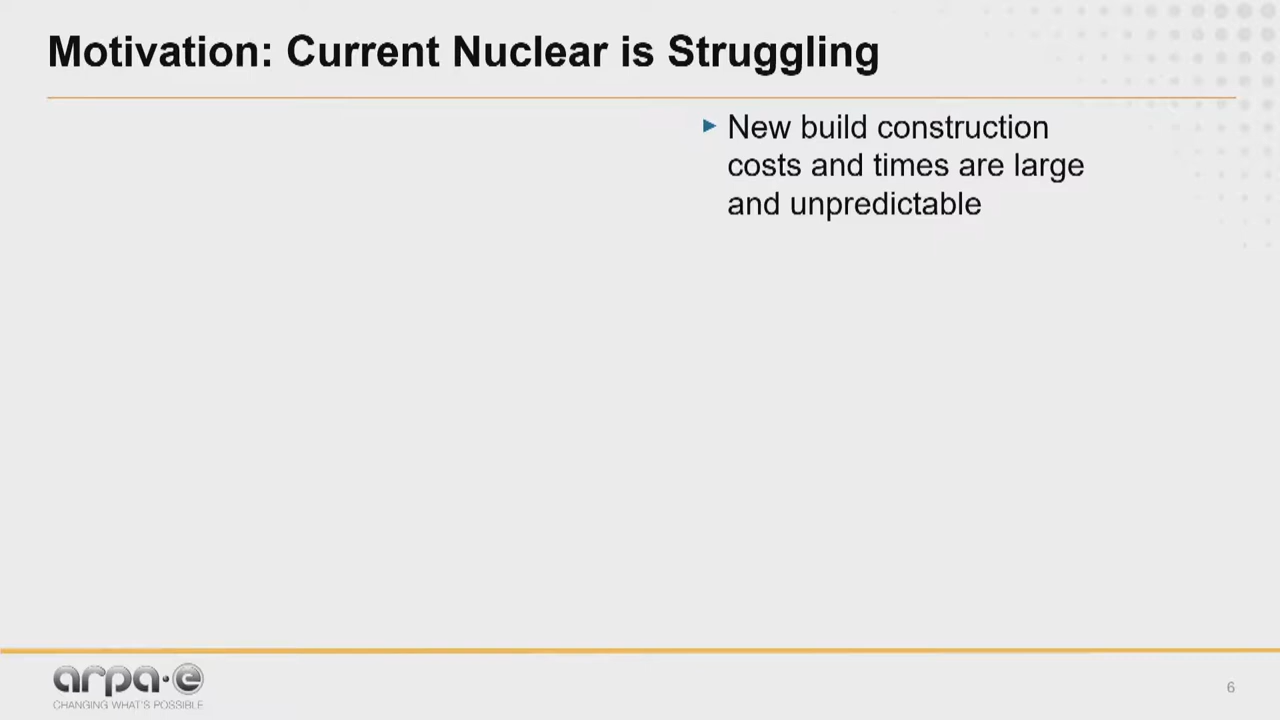 Motivation: Current Nuclear is Struggling
New build construction
costs and times are large
and unpredictable
arpa·e
CHANGING WHAT'S POSSIBLE
6